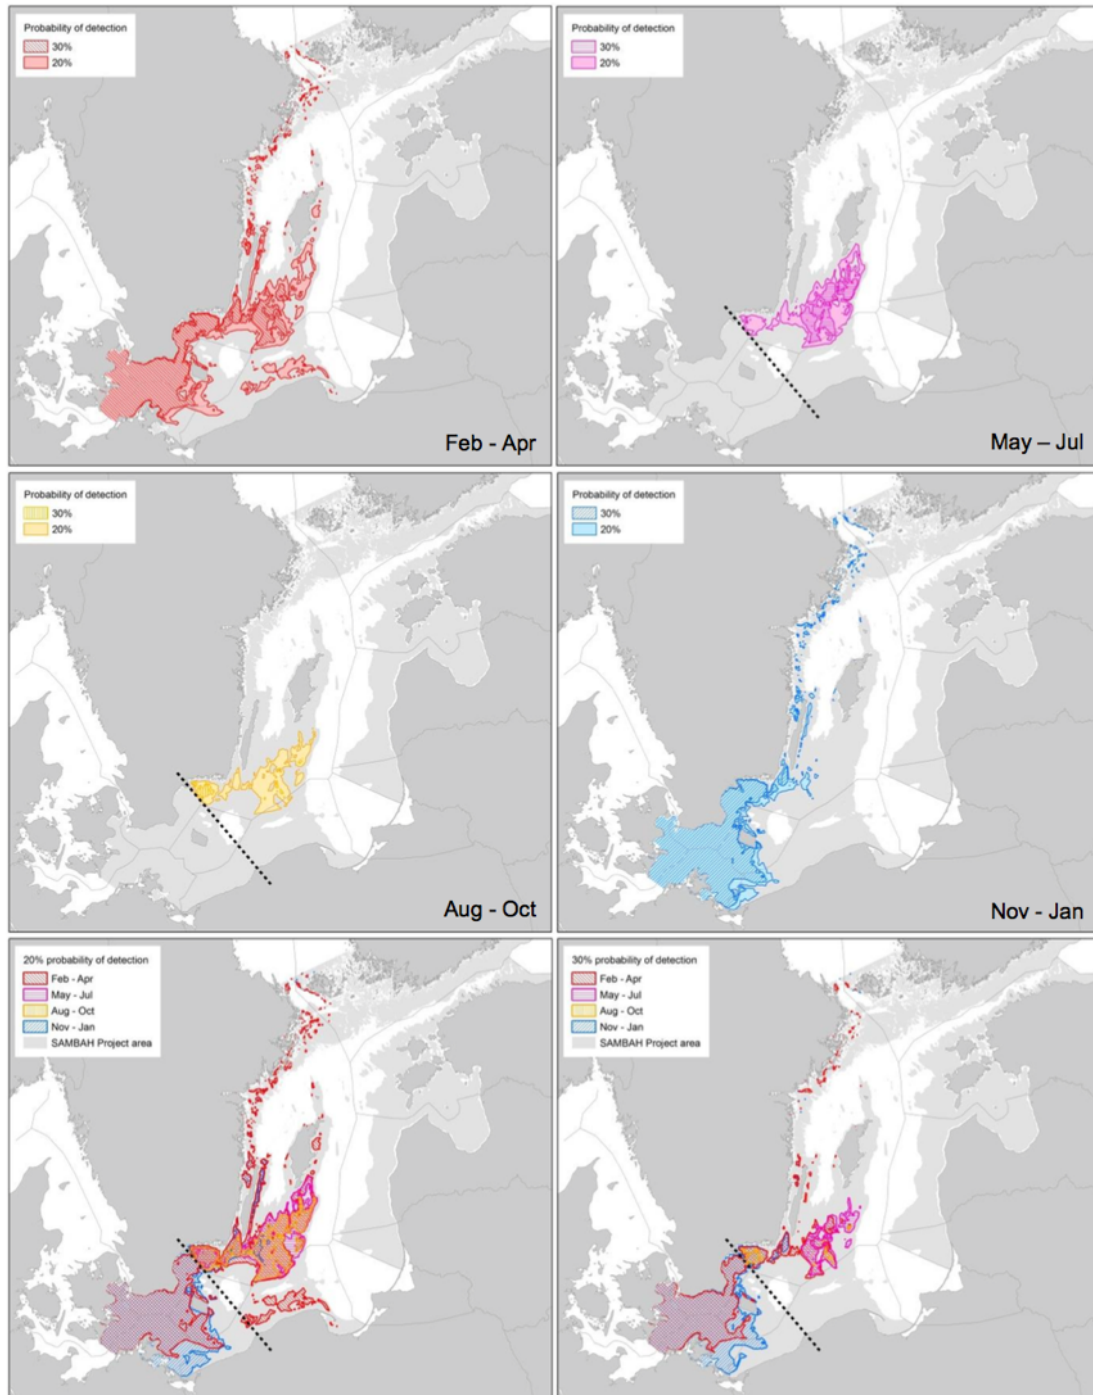 Probability of detection
30%
20%
Feb - Apr
Probability of detection
30%
20%
May – Jul
Probability of detection
30%
20%
Aug - Oct
Probability of detection
30%
20%
Nov - Jan
20% probability of detection
Feb - Apr
May - Jul
Aug - Oct
Nov - Jan
SAMBAH Project area
30% probability of detection
Feb - Apr
May - Jul
Aug - Oct
Nov - Jan
SAMBAH Project area